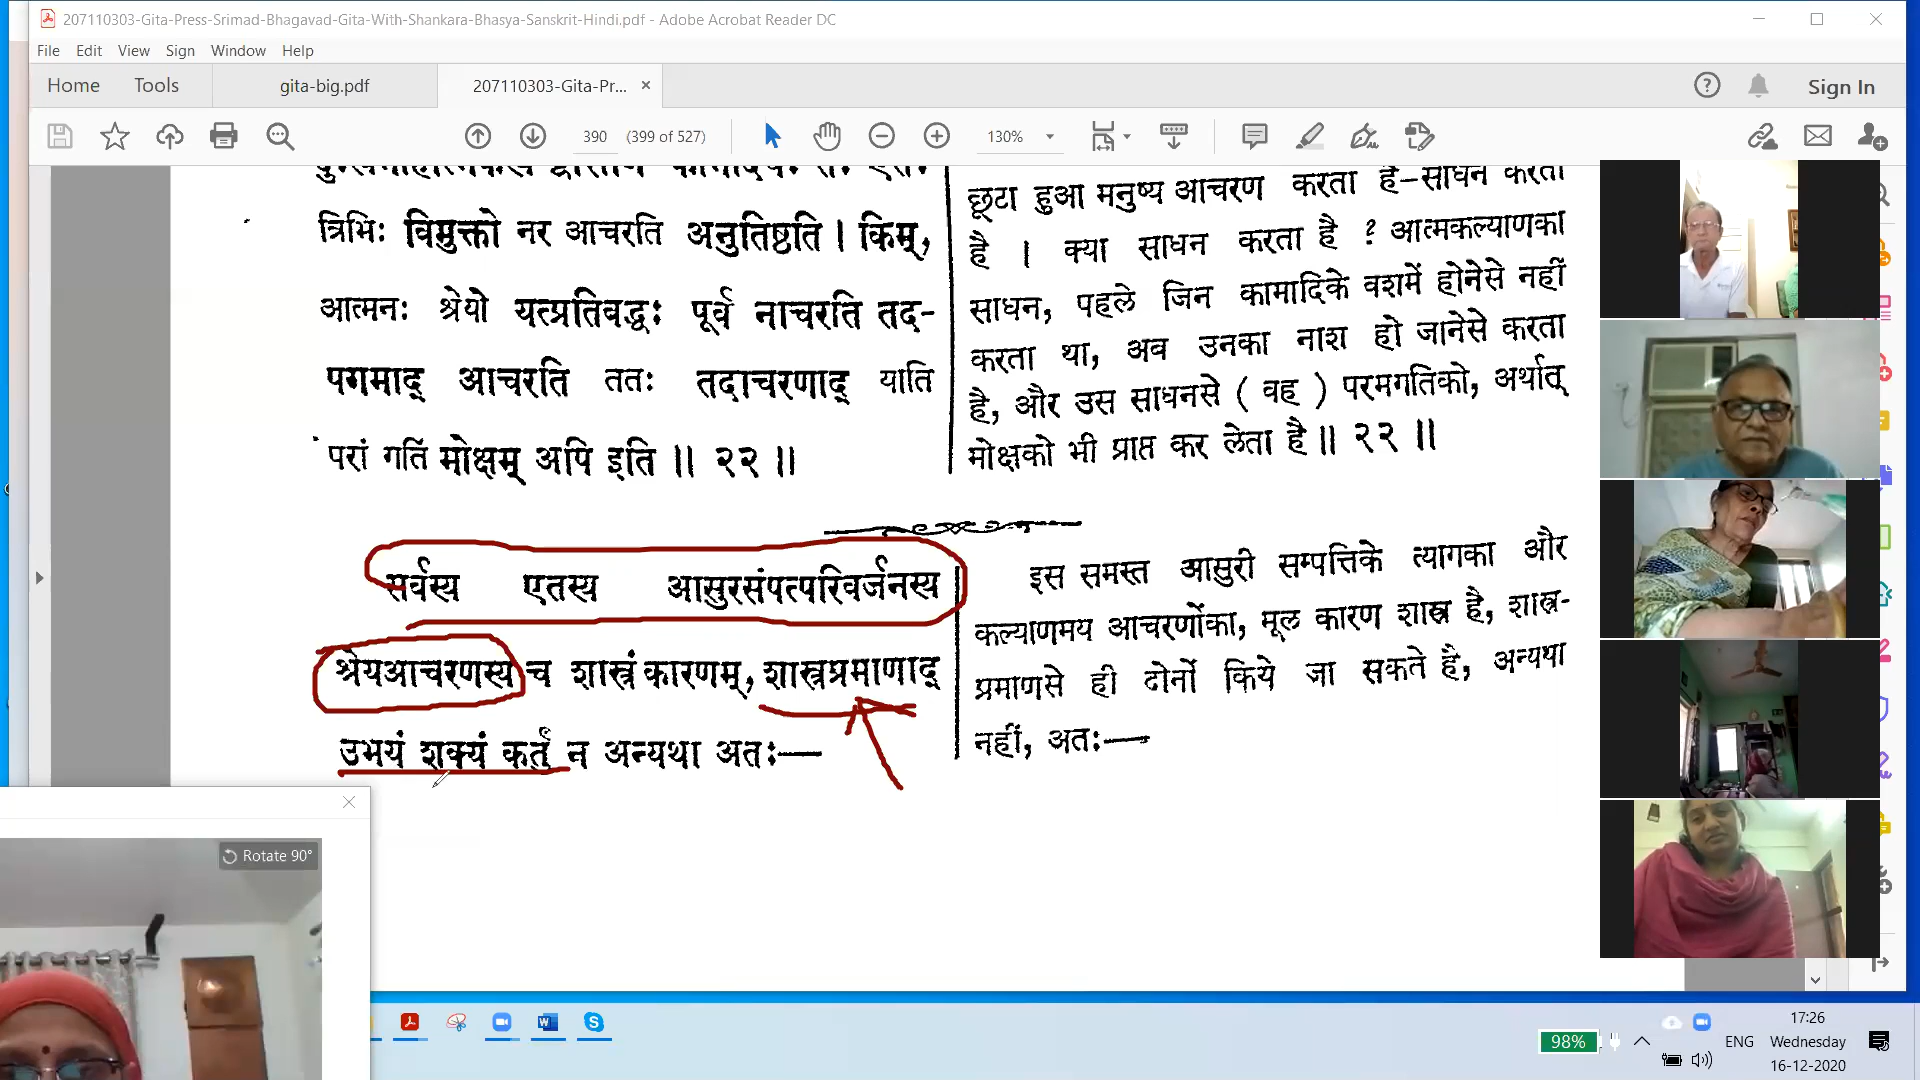 207110303-Gita-Press-Srimad-Bhagavad-Gita-With-Shankara-Bhasya-Sanskrit-Hindi.pdf - Adobe Acrobat Reader DC
File Edit View Sign Window Help
Home Tools gita-big.pdf 207110303-Gita-Pr... Sign In
390 (399 of 527) 130%
त्रिभिः विमुक्तो नर आचरति अनुतिष्ठति । किम्,
आत्मनः श्रेयो यत्प्रतिबद्धः पूर्वं नाचरति तद-
पगमाद् आचरति ततः तदाचरणाद् याति
परां गतिं मोक्षम् अपि इति ॥ २२ ॥
छूटा हुआ मनुष्य आचरण करता है–साधन करता
है । क्या साधन करता है ? आत्मकल्याणका
साधन, पहले जिन कामादिके वशमें होनेसे नहीं
करता था, अब उनका नाश हो जानेसे करता
है, और उस साधनसे ( वह ) परमगतिको, अर्थात्
मोक्षको भी प्राप्त कर लेता है ॥ २२ ॥
सर्वस्य एतस्य आसुरसंपत्परिवर्जनस्य
श्रेयआचरणस्य च शास्त्रं कारणम्, शास्त्रप्रमाणाद्
उभयं शक्यं कर्तुं न अन्यथा अतः—
इस समस्त आसुरी सम्पत्तिके त्यागका और
कल्याणमय आचरणोंका, मूल कारण शास्त्र है, शास्त्र-
प्रमाणसे ही दोनों किये जा सकते हैं, अन्यथा
नहीं, अतः—
Rotate 90°
98% ENG 17:26
Wednesday
16-12-2020